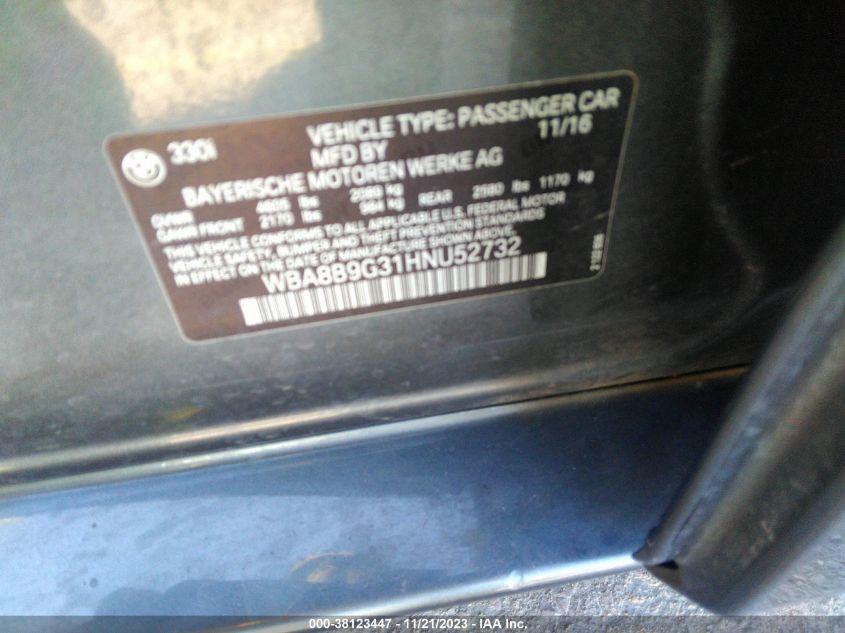 330i
VEHICLE TYPE: PASSENGER CAR
MFD BY 11/16
BAYERISCHE MOTOREN WERKE AG
GVWR 4605 lbs 2089 kg
GAWR FRONT 2170 lbs 984 kg REAR 2580 lbs 1170 kg
THIS VEHICLE CONFORMS TO ALL APPLICABLE U.S. FEDERAL MOTOR
VEHICLE SAFETY, BUMPER AND THEFT PREVENTION STANDARDS
IN EFFECT ON THE DATE OF MANUFACTURE SHOWN ABOVE.
WBA8B9G31HNU52732
000-38123447 - 11/21/2023 - IAA Inc.